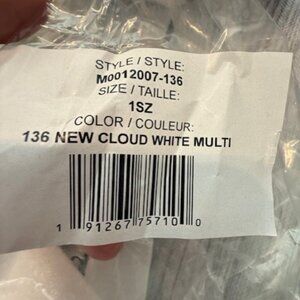 STYLE / STYLE:
M0012007-136
SIZE / TAILLE:
1SZ
COLOR / COULEUR:
136 NEW CLOUD WHITE MULTI
1 91267 75710 0